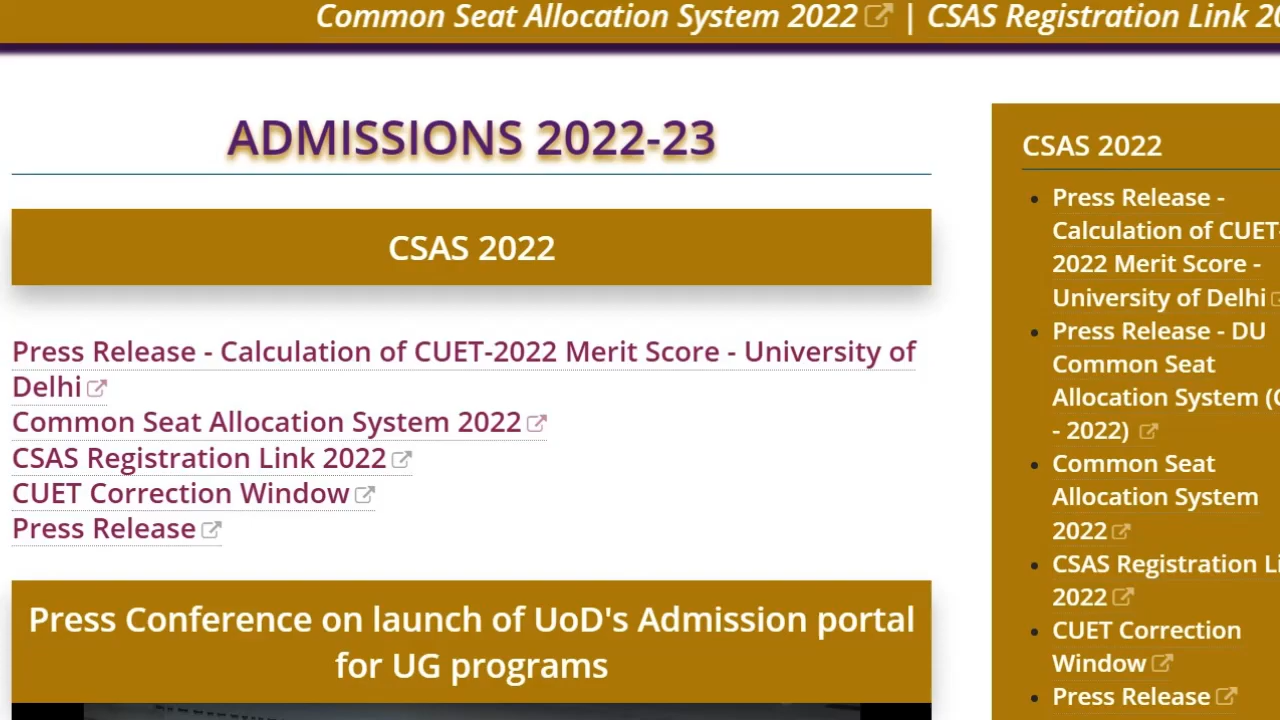 Common Seat Allocation System 2022 | CSAS Registration Link
ADMISSIONS 2022-23
CSAS 2022
Press Release - Calculation of CUET-2022 Merit Score - University of
Delhi
Common Seat Allocation System 2022
CSAS Registration Link 2022
CUET Correction Window
Press Release
Press Conference on launch of UoD's Admission portal
for UG programs
CSAS 2022
Press Release -
Calculation of CUET-
2022 Merit Score -
University of Delhi
Press Release - DU
Common Seat
Allocation System
- 2022)
Common Seat
Allocation System
2022
CSAS Registration
2022
CUET Correction
Window
Press Release